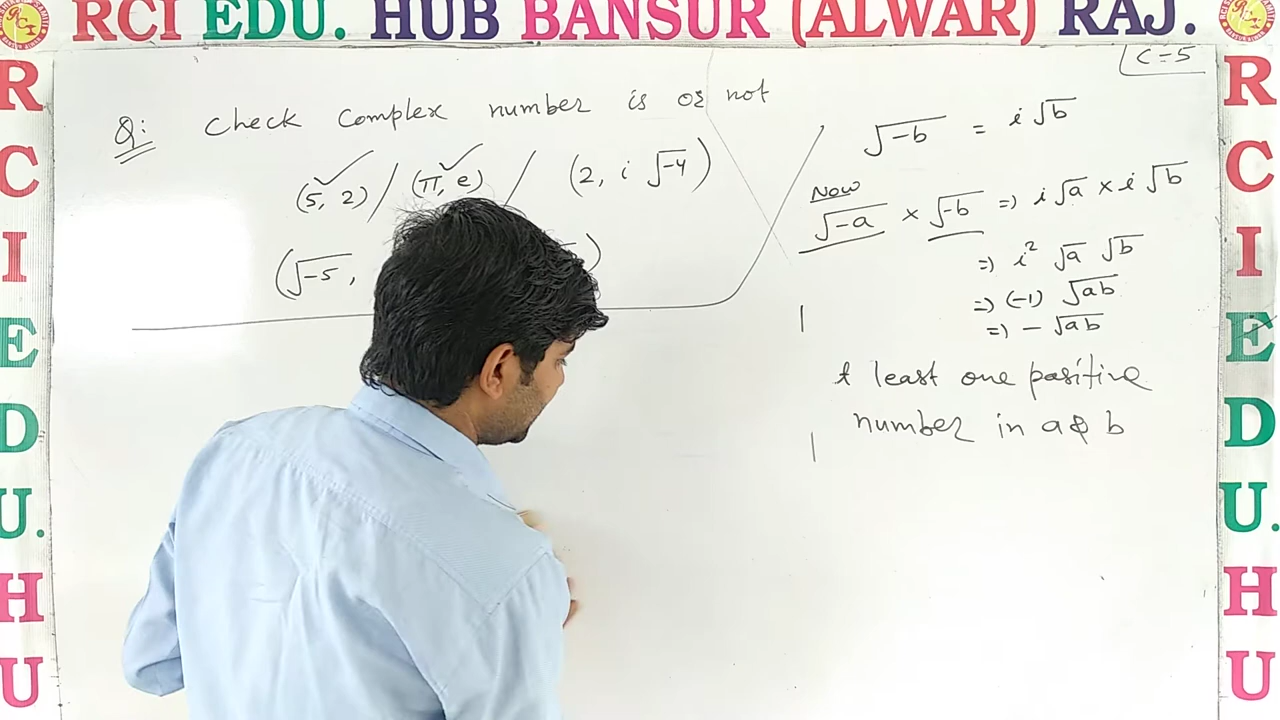 RCI EDU. HUB BANSUR (ALWAR) RAJ.
R
C
I
E
D
U.
H
U
C=5
Q: Check Complex number is or not
(5, 2) / (π, e) / (2, i √-4)
(√-5,
√-b = i √b
Now
√-a × √-b => i √a × i √b
=> i² √a √b
=> (-1) √ab
=> - √ab
t least one pasitive
number in a & b
R
C
I
E
D
U.
H
U